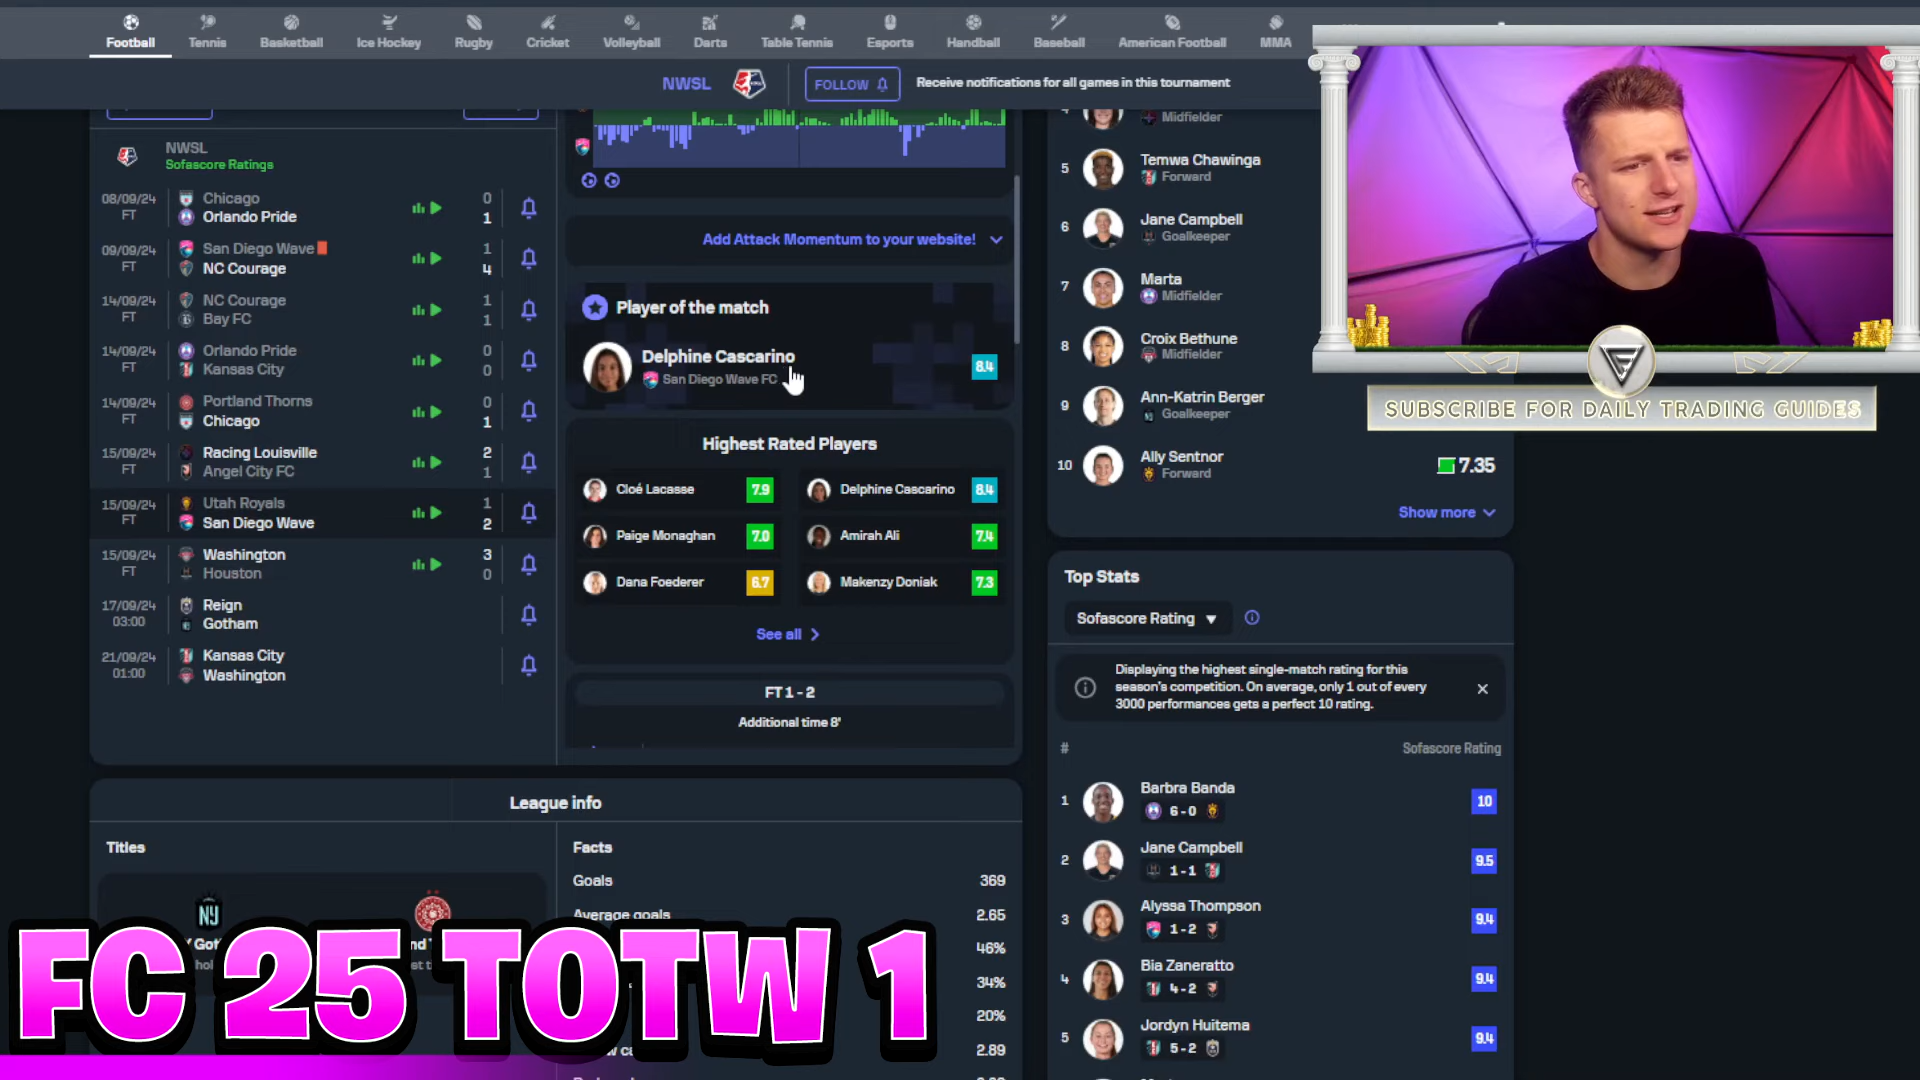 Football
Tennis
Basketball
Ice Hockey
Rugby
Cricket
Volleyball
Darts
Table Tennis
Esports
Handball
Baseball
American Football
MMA
NWSL
FOLLOW
Receive notifications for all games in this tournament
NWSL
Sofascore Ratings
08/09/24 FT Chicago 0
Orlando Pride 1
09/09/24 FT San Diego Wave 1
NC Courage 4
14/09/24 FT NC Courage 1
Bay FC 1
14/09/24 FT Orlando Pride 0
Kansas City 0
14/09/24 FT Portland Thorns 0
Chicago 1
15/09/24 FT Racing Louisville 2
Angel City FC 1
15/09/24 FT Utah Royals 1
San Diego Wave 2
15/09/24 FT Washington 3
Houston 0
17/09/24 03:00 Reign
Gotham
21/09/24 01:00 Kansas City
Washington
Add Attack Momentum to your website!
Player of the match
Delphine Cascarino
San Diego Wave FC
8.4
Highest Rated Players
Cloé Lacasse 7.9
Delphine Cascarino 8.4
Paige Monaghan 7.0
Amirah Ali 7.4
Dana Foederer 6.7
Makenzy Doniak 7.3
See all
FT 1 - 2
Additional time 8'
League info
Titles
Facts
Goals 369
Average goals 2.65
46%
34%
20%
2.89
NY
Midfielder
5 Temwa Chawinga
Forward
6 Jane Campbell
Goalkeeper
7 Marta
Midfielder
8 Croix Bethune
Midfielder
9 Ann-Katrin Berger
Goalkeeper
10 Ally Sentnor 7.35
Forward
Show more
Top Stats
Sofascore Rating
Displaying the highest single-match rating for this
season's competition. On average, only 1 out of every
3000 performances gets a perfect 10 rating.
# Sofascore Rating
1 Barbra Banda 10
6 - 0
2 Jane Campbell 9.5
1 - 1
3 Alyssa Thompson 9.4
1 - 2
4 Bia Zaneratto 9.4
4 - 2
5 Jordyn Huitema 9.4
5 - 2
SUBSCRIBE FOR DAILY TRADING GUIDES
FC 25 TOTW 1